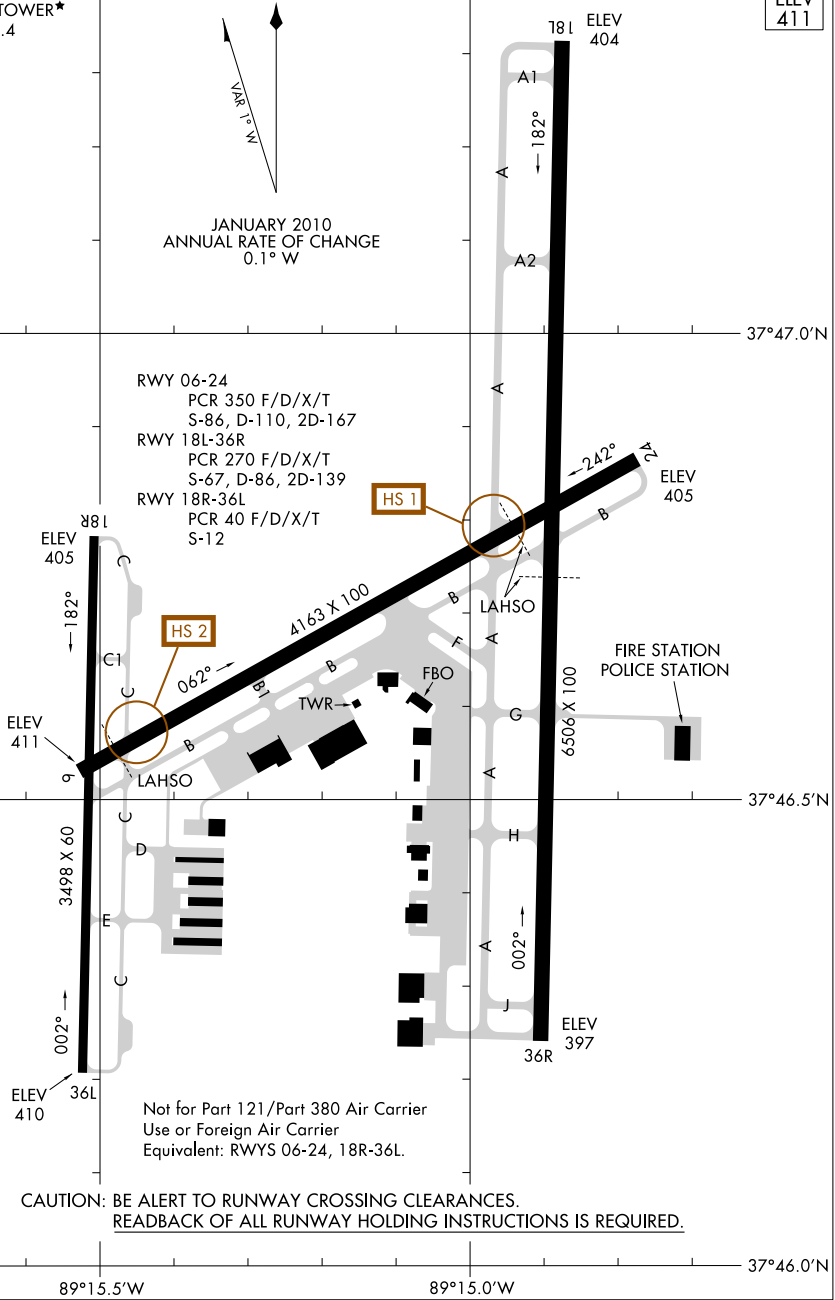 TOWER★
.4
ELEV
411
18L
ELEV
404
A1
VAR 1° W
182°
A
JANUARY 2010
ANNUAL RATE OF CHANGE
0.1° W
A2
37°47.0'N
RWY 06-24
PCR 350 F/D/X/T
S-86, D-110, 2D-167
RWY 18L-36R
PCR 270 F/D/X/T
S-67, D-86, 2D-139
RWY 18R-36L
PCR 40 F/D/X/T
S-12
A
242°
24
ELEV
405
HS 1
B
18R
ELEV
405
C
182°
4163 X 100
B
LAHSO
HS 2
C1
C
062°
B1
B
F
A
FBO
TWR
FIRE STATION
POLICE STATION
G
6506 X 100
ELEV
411
6
B
LAHSO
A
37°46.5'N
C
3498 X 60
D
H
E
C
A
002°
002°
J
ELEV
397
36R
36L
ELEV
410
Not for Part 121/Part 380 Air Carrier
Use or Foreign Air Carrier
Equivalent: RWYS 06-24, 18R-36L.
CAUTION: BE ALERT TO RUNWAY CROSSING CLEARANCES.
READBACK OF ALL RUNWAY HOLDING INSTRUCTIONS IS REQUIRED.
37°46.0'N
89°15.5'W
89°15.0'W